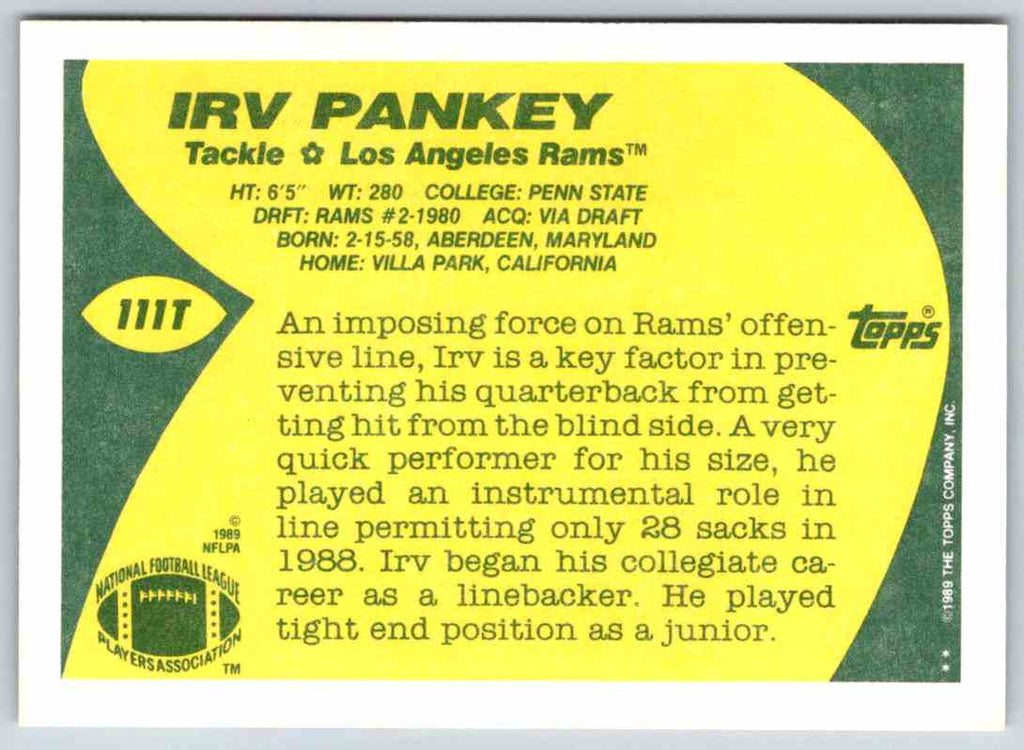 IRV PANKEY
Tackle ✿ Los Angeles Rams™
HT: 6'5" WT: 280 COLLEGE: PENN STATE
DRFT: RAMS #2-1980 ACQ: VIA DRAFT
BORN: 2-15-58, ABERDEEN, MARYLAND
HOME: VILLA PARK, CALIFORNIA
111T
An imposing force on Rams' offen-
sive line, Irv is a key factor in pre-
venting his quarterback from get-
ting hit from the blind side. A very
quick performer for his size, he
played an instrumental role in
line permitting only 28 sacks in
1988. Irv began his collegiate ca-
reer as a linebacker. He played
tight end position as a junior.
topps®
©1989 THE TOPPS COMPANY, INC.
**
©
1989
NFLPA
NATIONAL FOOTBALL LEAGUE
PLAYERS ASSOCIATION
TM